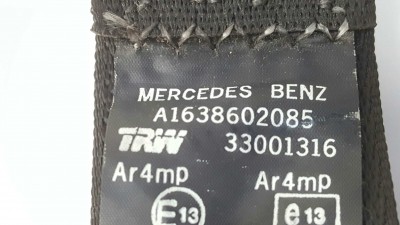 MERCEDES BENZ
A1638602085
TRW 33001316
Ar4mp Ar4mp
E13 e13